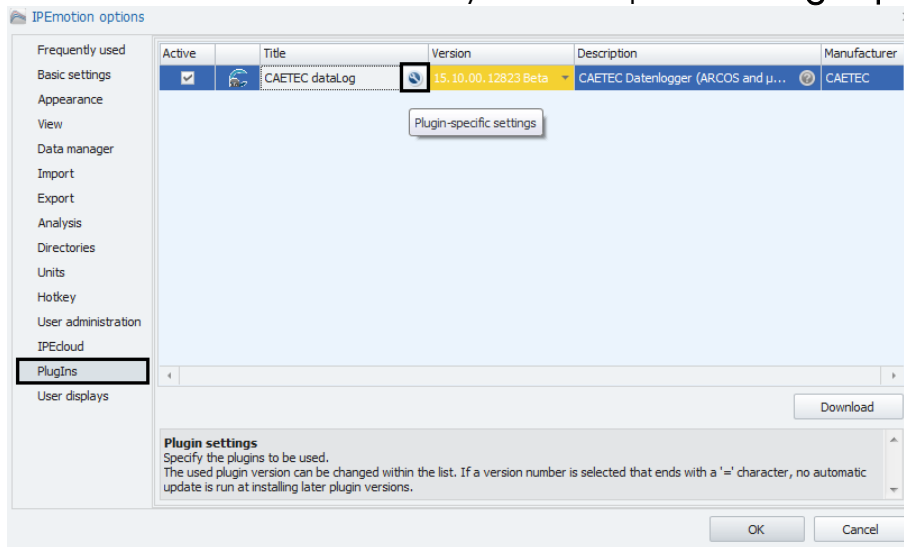 IPEmotion options
Frequently used
Basic settings
Appearance
View
Data manager
Import
Export
Analysis
Directories
Units
Hotkey
User administration
IPEcloud
PlugIns
User displays
Active Title Version Description Manufacturer
CAETEC dataLog 15.10.00.12823 Beta CAETEC Datenlogger (ARCOS and µ... CAETEC
Plugin-specific settings
Download
Plugin settings
Specify the plugins to be used.
The used plugin version can be changed within the list. If a version number is selected that ends with a '=' character, no automatic
update is run at installing later plugin versions.
OK Cancel